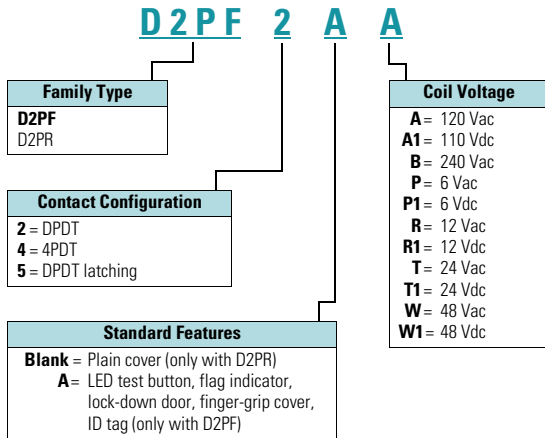 D2PF 2 A A
Family Type
D2PF
D2PR
Contact Configuration
2 = DPDT
4 = 4PDT
5 = DPDT latching
Standard Features
Blank = Plain cover (only with D2PR)
A = LED test button, flag indicator,
lock-down door, finger-grip cover,
ID tag (only with D2PF)
Coil Voltage
A = 120 Vac
A1 = 110 Vdc
B = 240 Vac
P = 6 Vac
P1 = 6 Vdc
R = 12 Vac
R1 = 12 Vdc
T = 24 Vac
T1 = 24 Vdc
W = 48 Vac
W1 = 48 Vdc